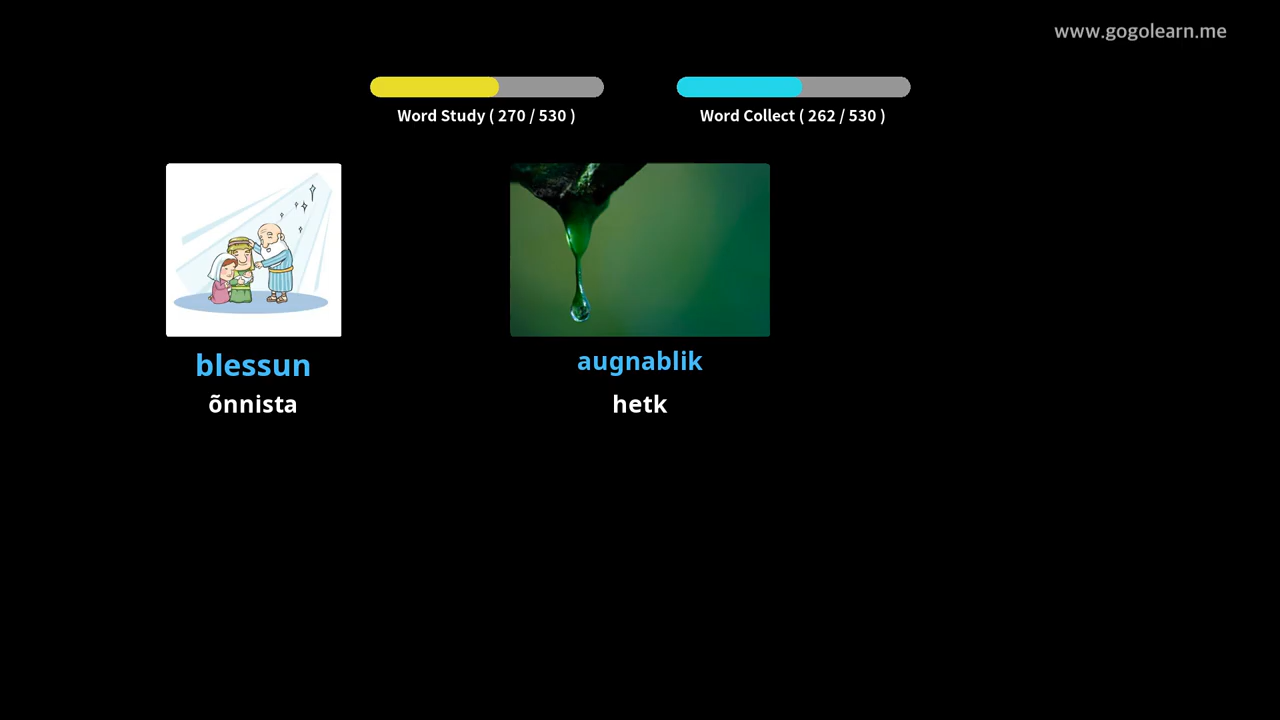 www.gogolearn.me
Word Study ( 270 / 530 )
Word Collect ( 262 / 530 )
blessun
õnnista
augnablik
hetk